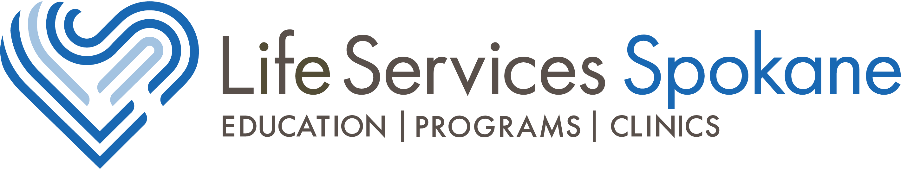 Life Services Spokane
EDUCATION | PROGRAMS | CLINICS